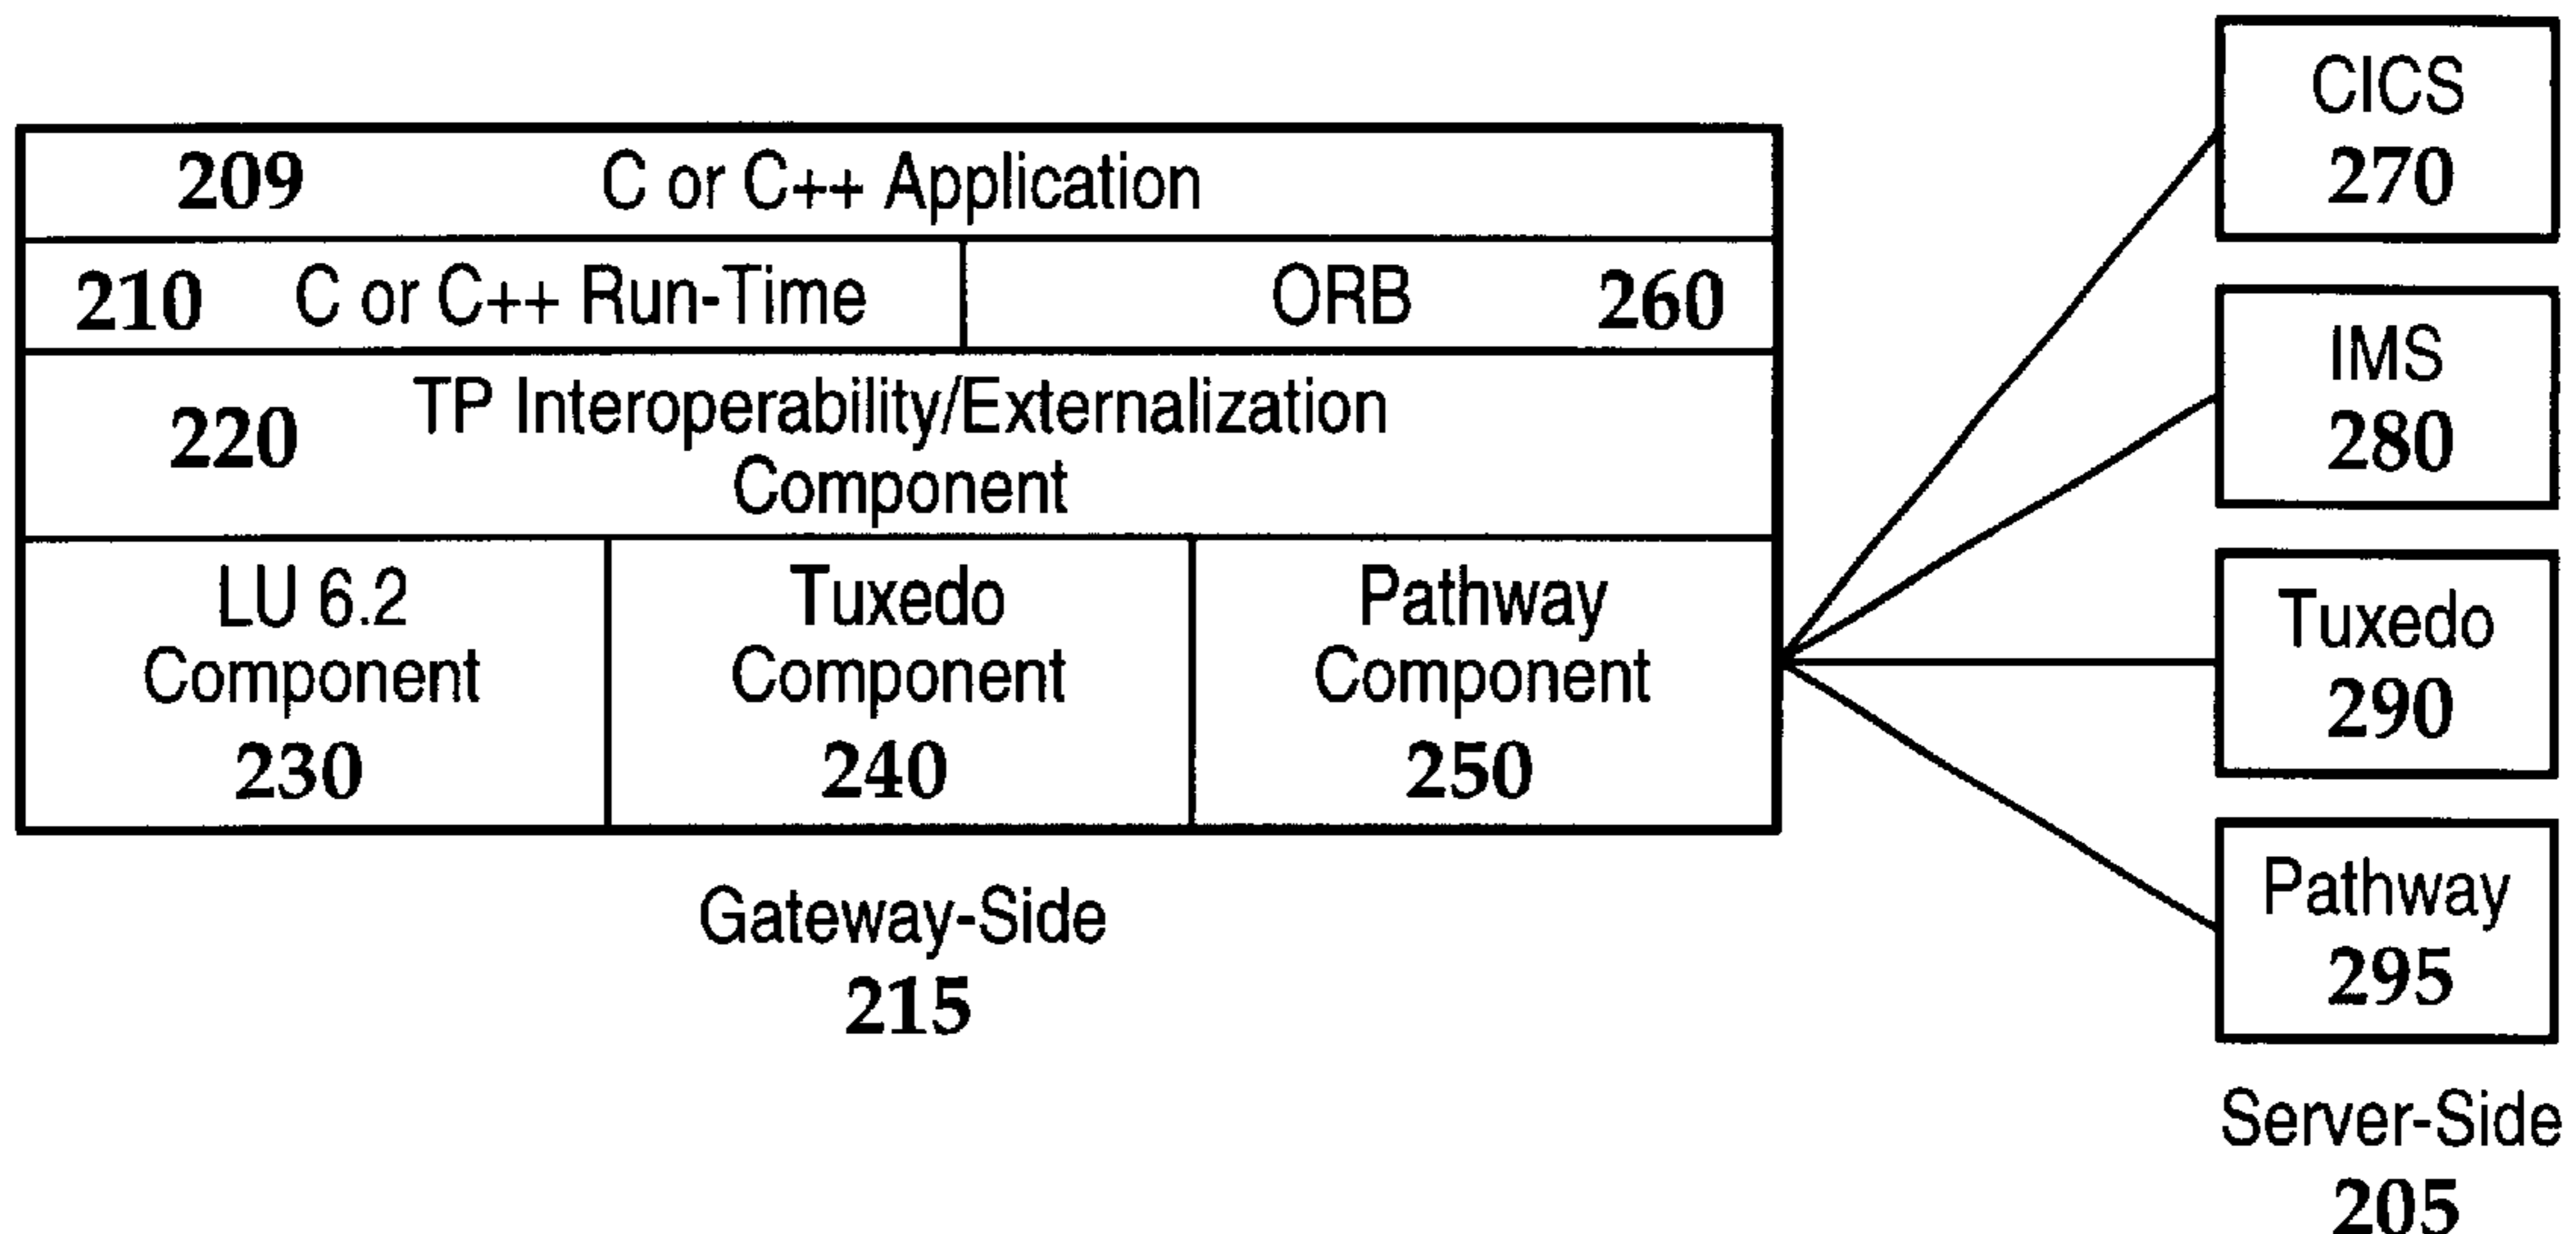 209 C or C++ Application
210 C or C++ Run-Time ORB 260
220 TP Interoperability/Externalization
Component
LU 6.2
Component
230
Tuxedo
Component
240
Pathway
Component
250
Gateway-Side
215
CICS
270
IMS
280
Tuxedo
290
Pathway
295
Server-Side
205